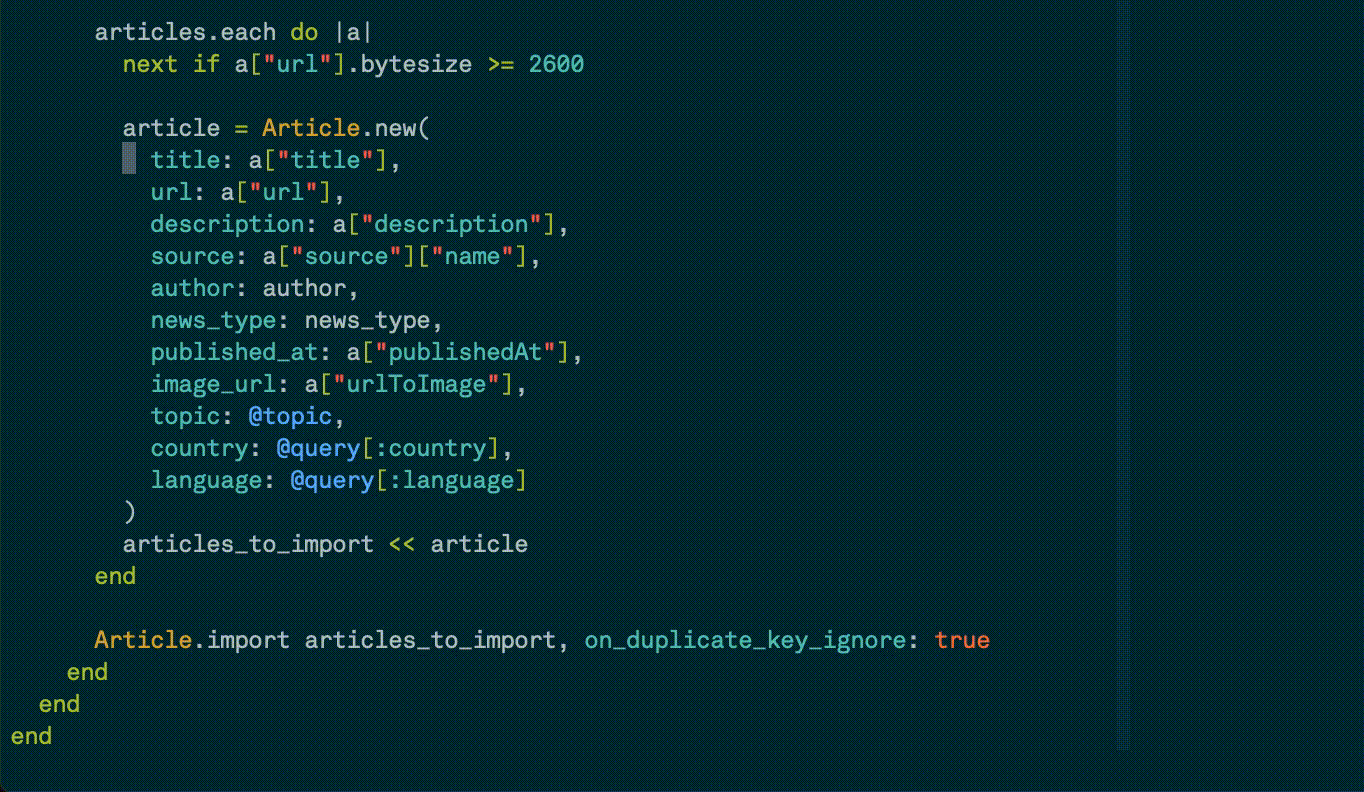 articles.each do |a|
next if a["url"].bytesize >= 2600
article = Article.new(
title: a["title"],
url: a["url"],
description: a["description"],
source: a["source"]["name"],
author: author,
news_type: news_type,
published_at: a["publishedAt"],
image_url: a["urlToImage"],
topic: @topic,
country: @query[:country],
language: @query[:language]
)
articles_to_import << article
end
Article.import articles_to_import, on_duplicate_key_ignore: true
end
end
end